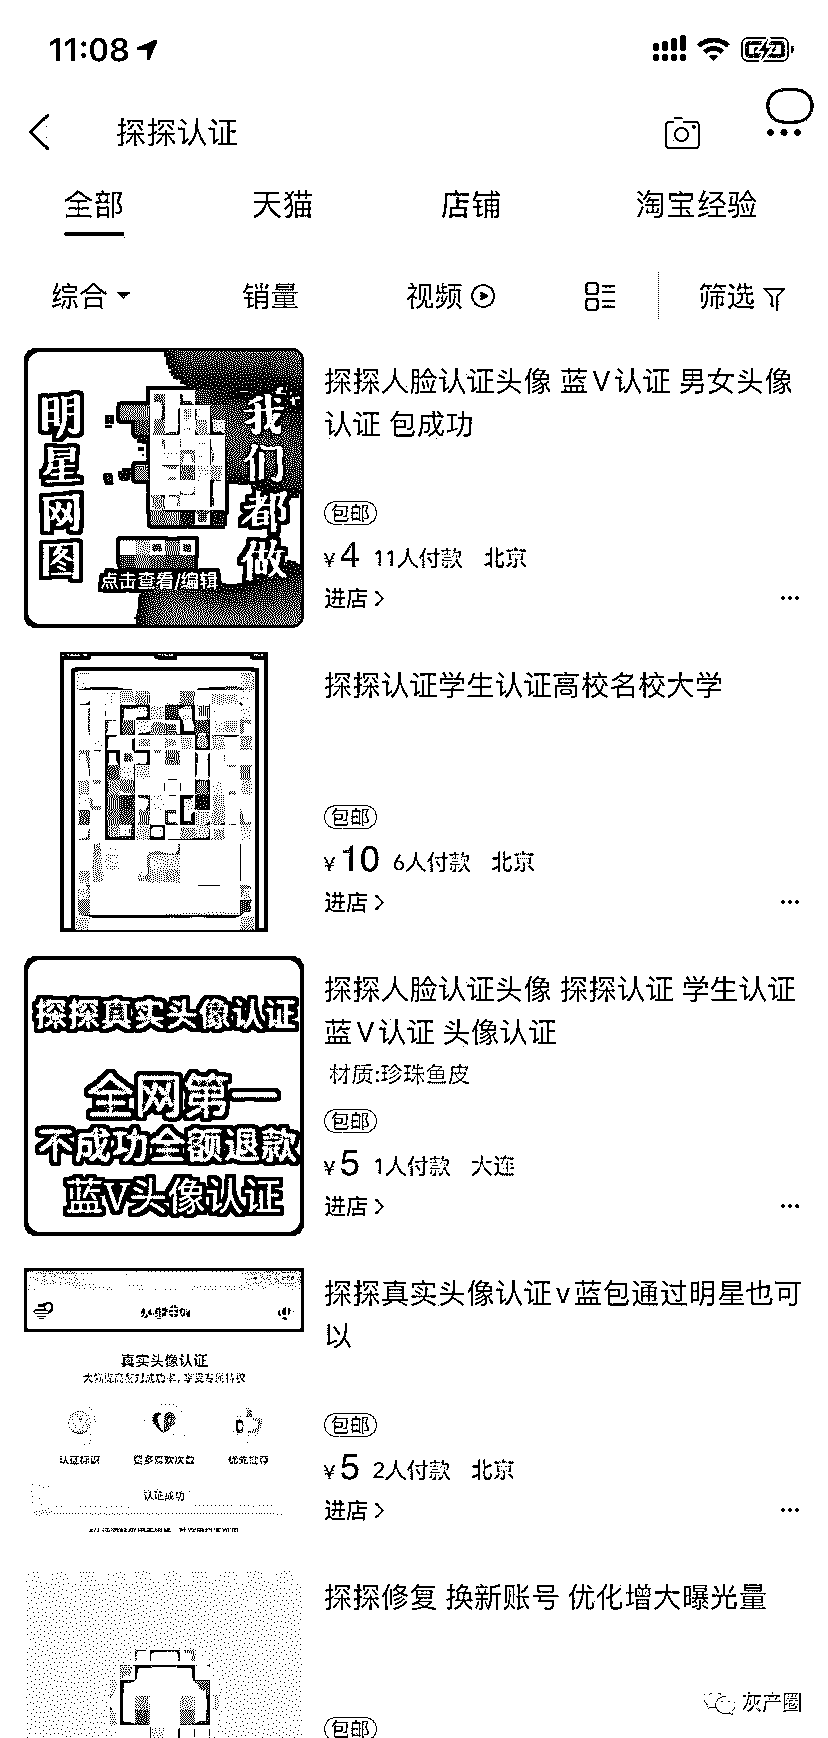 11:08
探探认证
全部 天猫 店铺 淘宝经验
综合 销量 视频 筛选
明星网图
我们都做
点击查看/编辑
探探人脸认证头像 蓝V认证 男女头像
认证 包成功
包邮
¥4 11人付款 北京
进店
探探认证学生认证高校名校大学
包邮
¥10 6人付款 北京
进店
探探真实头像认证
全网第一
不成功全额退款
蓝V头像认证
探探人脸认证头像 探探认证 学生认证
蓝V认证 头像认证
材质:珍珠鱼皮
包邮
¥5 1人付款 大连
进店
真实头像认证
认证标识 更多喜欢次数 优先推荐
认证成功
探探真实头像认证v蓝包通过明星也可
以
包邮
¥5 2人付款 北京
进店
探探修复 换新账号 优化增大曝光量
包邮
灰产圈